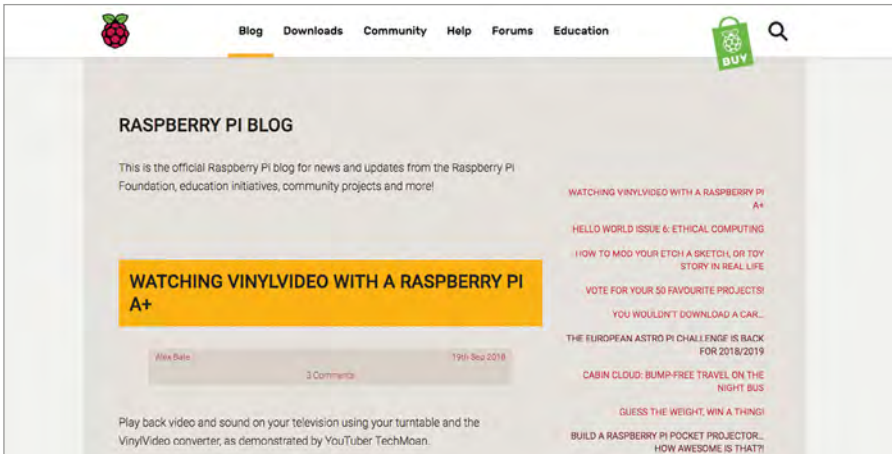 Blog Downloads Community Help Forums Education
BUY
RASPBERRY PI BLOG
This is the official Raspberry Pi blog for news and updates from the Raspberry Pi
Foundation, education initiatives, community projects and more!
WATCHING VINYLVIDEO WITH A RASPBERRY PI
A+
Alex Bate 19th Sep 2018
3 Comments
Play back video and sound on your television using your turntable and the
VinylVideo converter, as demonstrated by YouTuber TechMoan.
WATCHING VINYLVIDEO WITH A RASPBERRY PI
A+
HELLO WORLD ISSUE 6: ETHICAL COMPUTING
HOW TO MOD YOUR ETCH A SKETCH, OR TOY
STORY IN REAL LIFE
VOTE FOR YOUR 50 FAVOURITE PROJECTS!
YOU WOULDN'T DOWNLOAD A CAR…
THE EUROPEAN ASTRO PI CHALLENGE IS BACK
FOR 2018/2019
CABIN CLOUD: BUMP-FREE TRAVEL ON THE
NIGHT BUS
GUESS THE WEIGHT, WIN A THING!
BUILD A RASPBERRY PI POCKET PROJECTOR…
HOW AWESOME IS THAT?!